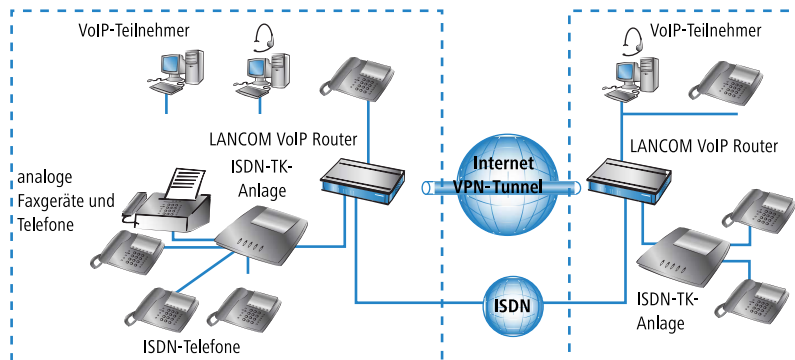 VoIP-Teilnehmer
LANCOM VoIP Router
ISDN-TK-
Anlage
analoge
Faxgeräte und
Telefone
ISDN-Telefone
Internet
VPN-Tunnel
ISDN
VoIP-Teilnehmer
LANCOM VoIP Router
ISDN-TK-
Anlage